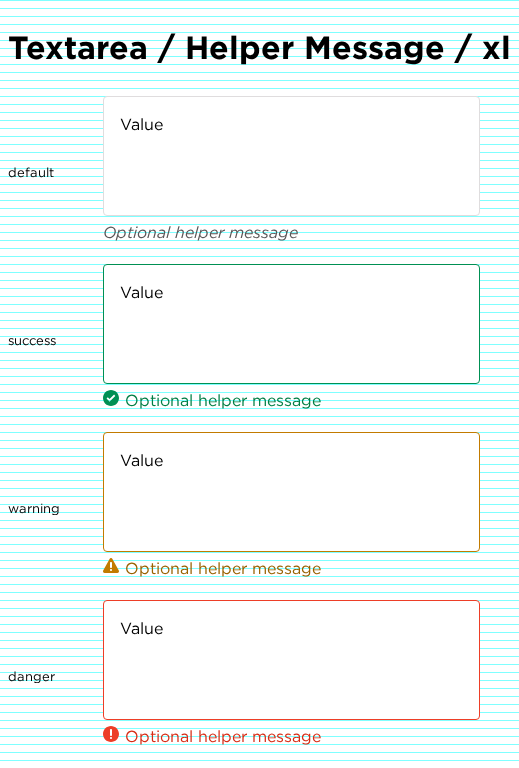 Textarea / Helper Message / xl
Value
default
Optional helper message
Value
success
Optional helper message
Value
warning
Optional helper message
Value
danger
Optional helper message